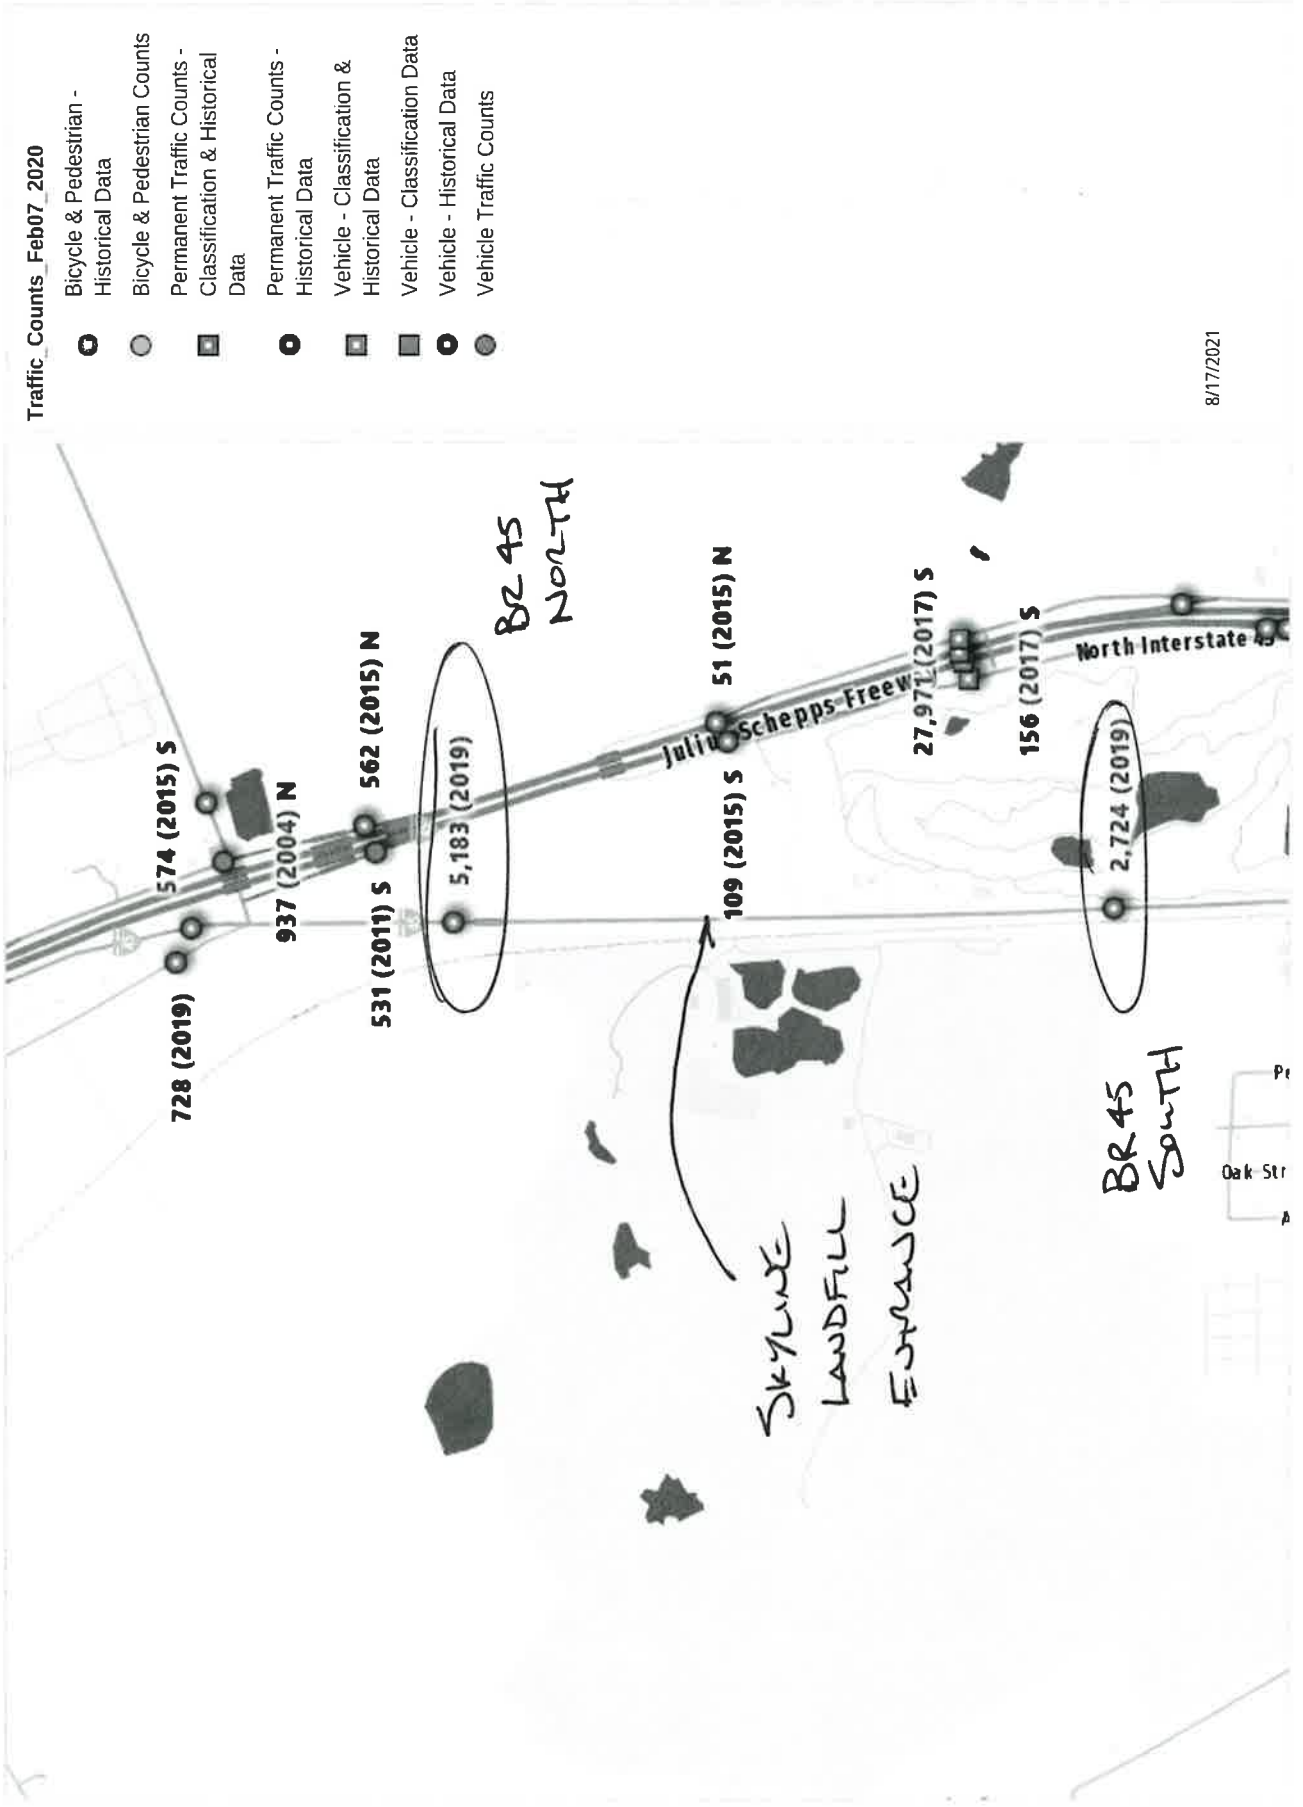 Traffic_Counts_Feb07_2020
Bicycle & Pedestrian -
Historical Data
Bicycle & Pedestrian Counts
Permanent Traffic Counts -
Classification & Historical
Data
Permanent Traffic Counts -
Historical Data
Vehicle - Classification &
Historical Data
Vehicle - Classification Data
Vehicle - Historical Data
Vehicle Traffic Counts
8/17/2021
574 (2015) S
728 (2019)
937 (2004) N
562 (2015) N
531 (2011) S
5,183 (2019)
BR 45
NORTH
51 (2015) N
Julius Schepps Freew
109 (2015) S
27,971 (2017) S
156 (2017) S
North Interstate 45
2,724 (2019)
BR 45
SOUTH
SKYLINE
LANDFILL
ENTRANCE
Oak Str